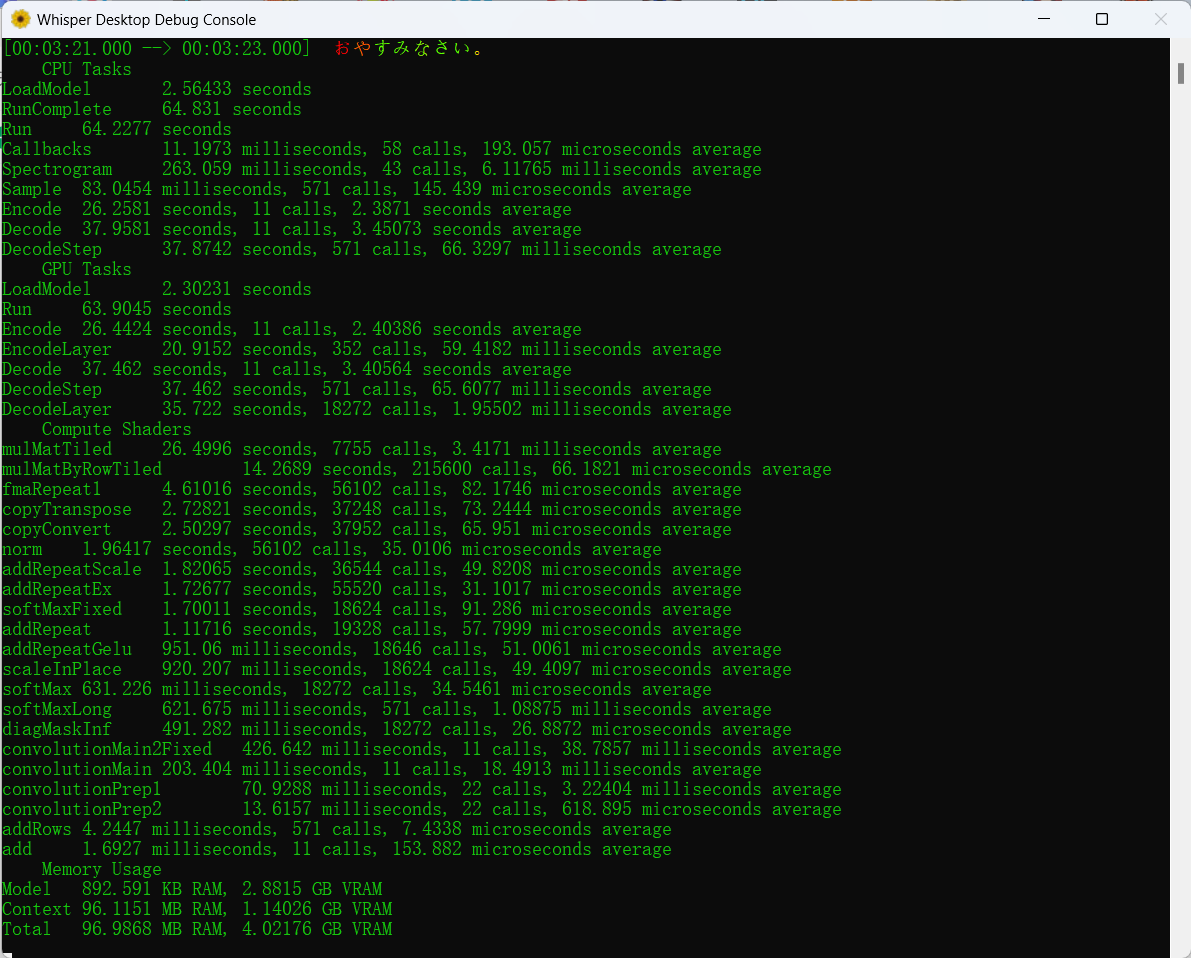 Whisper Desktop Debug Console
[00:03:21.000 --> 00:03:23.000] おやすみなさい。
CPU Tasks
LoadModel 2.56433 seconds
RunComplete 64.831 seconds
Run 64.2277 seconds
Callbacks 11.1973 milliseconds, 58 calls, 193.057 microseconds average
Spectrogram 263.059 milliseconds, 43 calls, 6.11765 milliseconds average
Sample 83.0454 milliseconds, 571 calls, 145.439 microseconds average
Encode 26.2581 seconds, 11 calls, 2.3871 seconds average
Decode 37.9581 seconds, 11 calls, 3.45073 seconds average
DecodeStep 37.8742 seconds, 571 calls, 66.3297 milliseconds average
GPU Tasks
LoadModel 2.30231 seconds
Run 63.9045 seconds
Encode 26.4424 seconds, 11 calls, 2.40386 seconds average
EncodeLayer 20.9152 seconds, 352 calls, 59.4182 milliseconds average
Decode 37.462 seconds, 11 calls, 3.40564 seconds average
DecodeStep 37.462 seconds, 571 calls, 65.6077 milliseconds average
DecodeLayer 35.722 seconds, 18272 calls, 1.95502 milliseconds average
Compute Shaders
mulMatTiled 26.4996 seconds, 7755 calls, 3.4171 milliseconds average
mulMatByRowTiled 14.2689 seconds, 215600 calls, 66.1821 microseconds average
fmaRepeat1 4.61016 seconds, 56102 calls, 82.1746 microseconds average
copyTranspose 2.72821 seconds, 37248 calls, 73.2444 microseconds average
copyConvert 2.50297 seconds, 37952 calls, 65.951 microseconds average
norm 1.96417 seconds, 56102 calls, 35.0106 microseconds average
addRepeatScale 1.82065 seconds, 36544 calls, 49.8208 microseconds average
addRepeatEx 1.72677 seconds, 55520 calls, 31.1017 microseconds average
softMaxFixed 1.70011 seconds, 18624 calls, 91.286 microseconds average
addRepeat 1.11716 seconds, 19328 calls, 57.7999 microseconds average
addRepeatGelu 951.06 milliseconds, 18646 calls, 51.0061 microseconds average
scaleInPlace 920.207 milliseconds, 18624 calls, 49.4097 microseconds average
softMax 631.226 milliseconds, 18272 calls, 34.5461 microseconds average
softMaxLong 621.675 milliseconds, 571 calls, 1.08875 milliseconds average
diagMaskInf 491.282 milliseconds, 18272 calls, 26.8872 microseconds average
convolutionMain2Fixed 426.642 milliseconds, 11 calls, 38.7857 milliseconds average
convolutionMain 203.404 milliseconds, 11 calls, 18.4913 milliseconds average
convolutionPrep1 70.9288 milliseconds, 22 calls, 3.22404 milliseconds average
convolutionPrep2 13.6157 milliseconds, 22 calls, 618.895 microseconds average
addRows 4.2447 milliseconds, 571 calls, 7.4338 microseconds average
add 1.6927 milliseconds, 11 calls, 153.882 microseconds average
Memory Usage
Model 892.591 KB RAM, 2.8815 GB VRAM
Context 96.1151 MB RAM, 1.14026 GB VRAM
Total 96.9868 MB RAM, 4.02176 GB VRAM